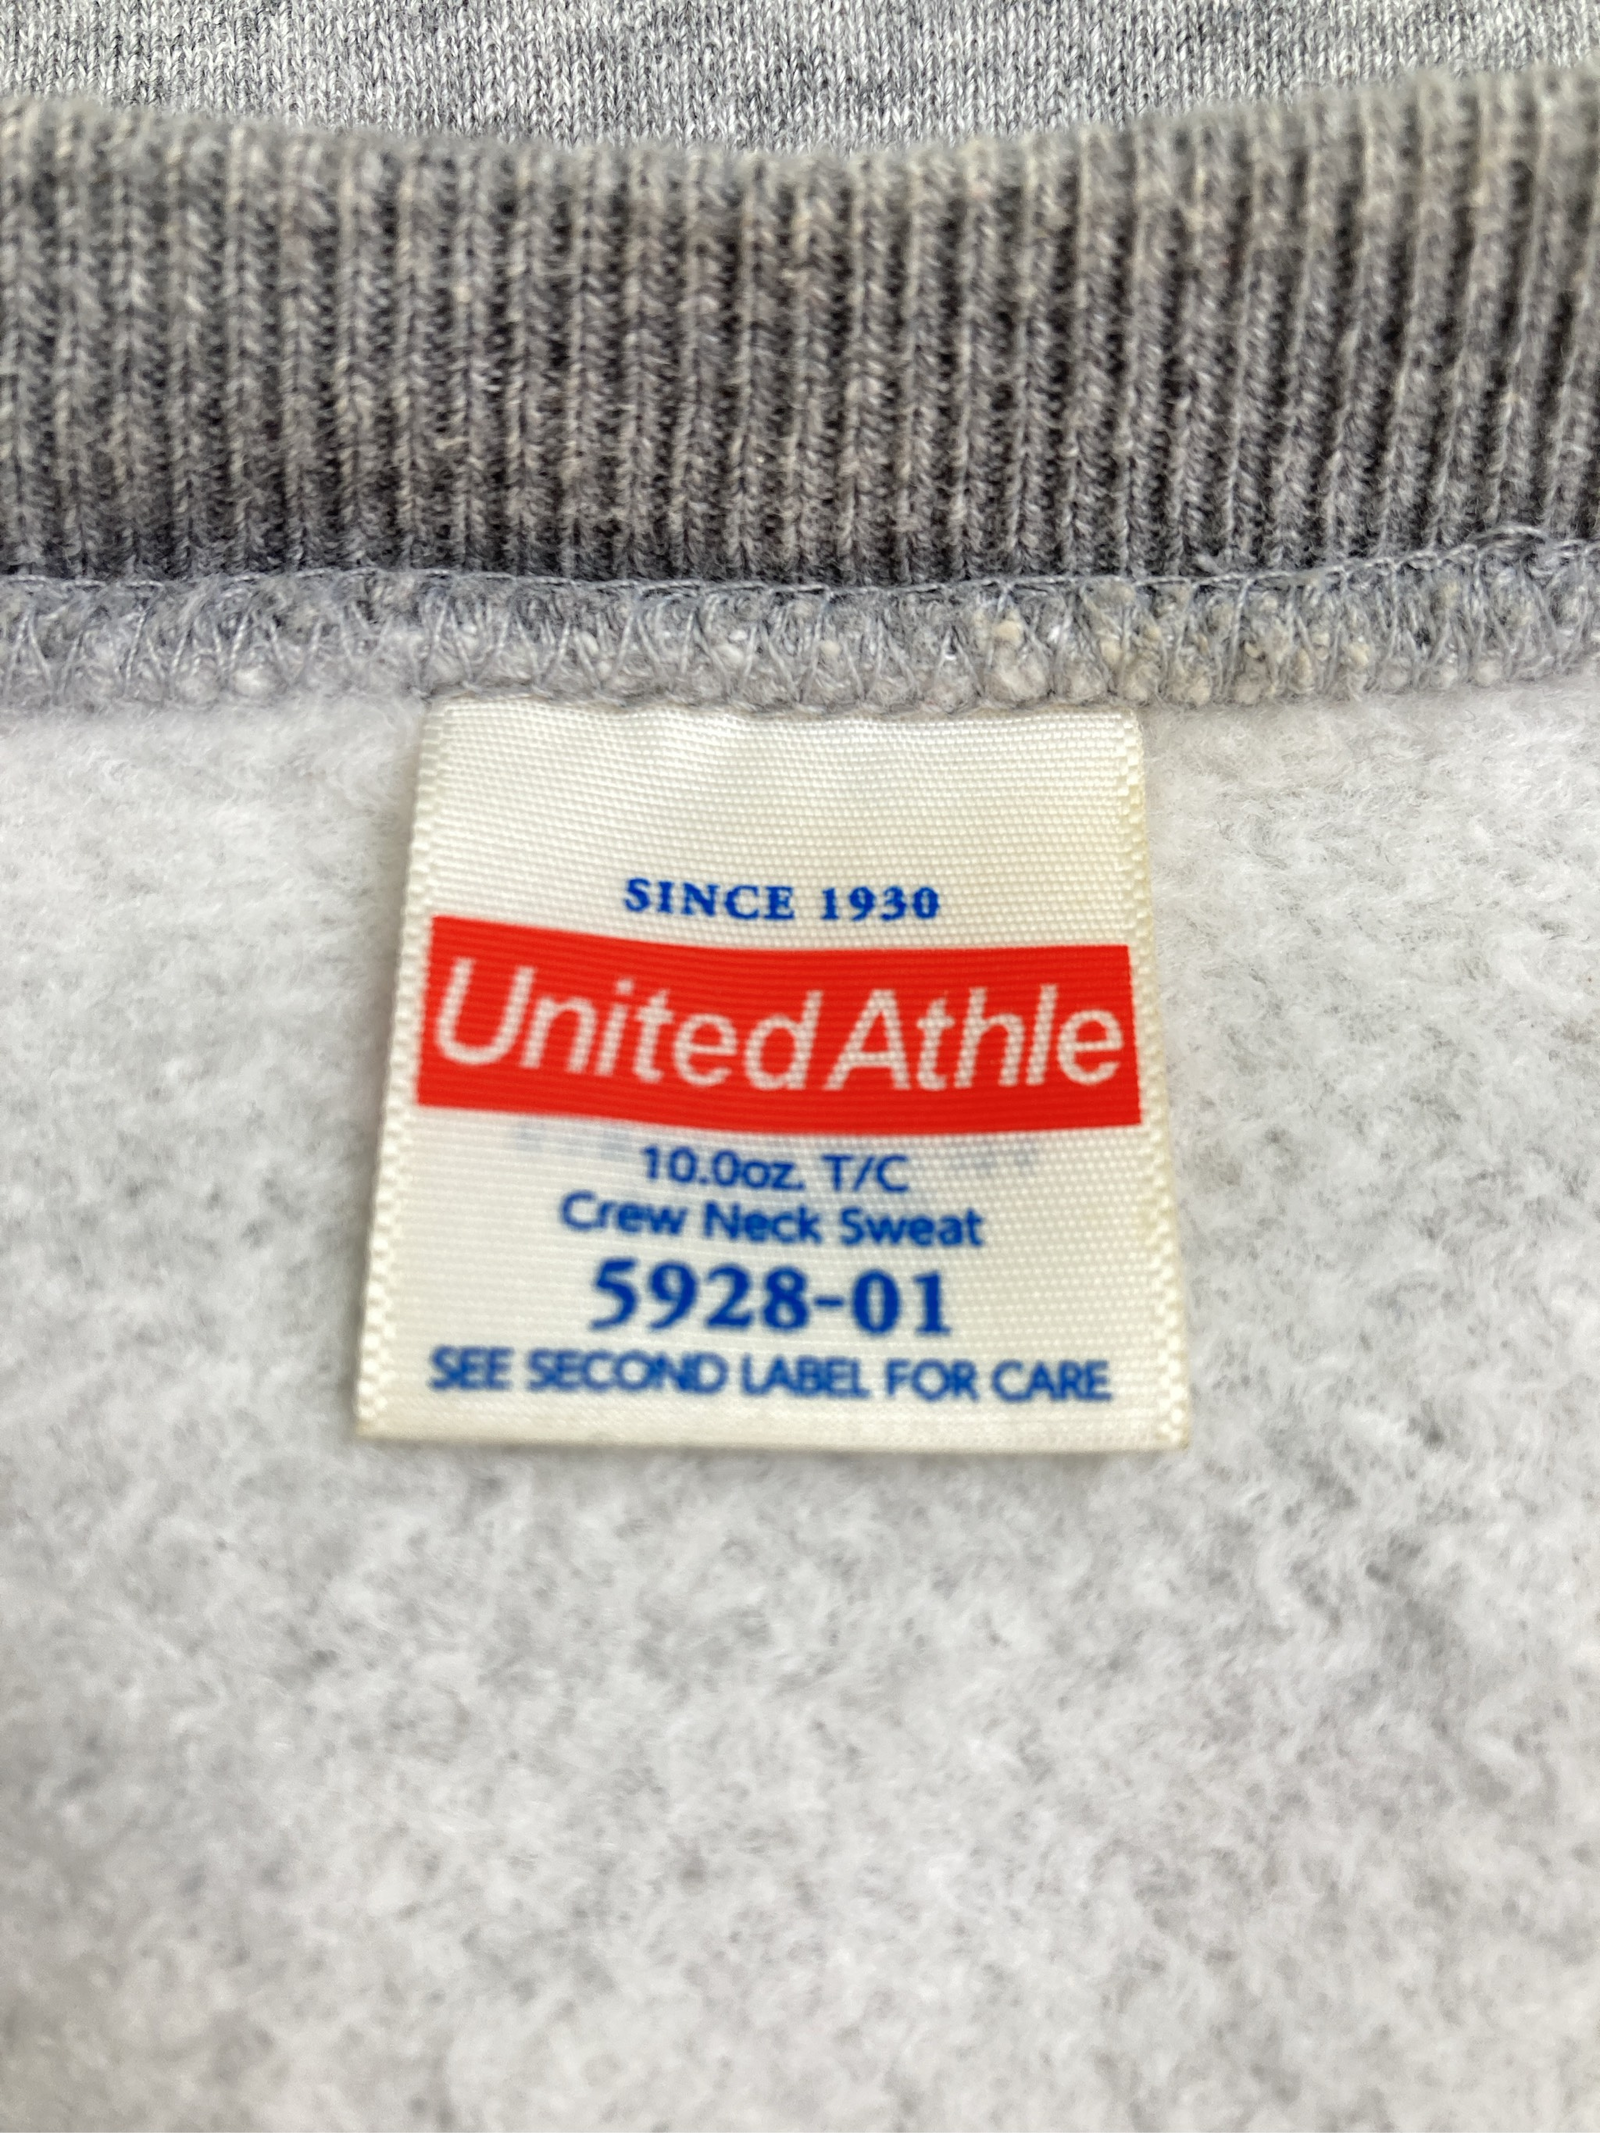 SINCE 1930
United Athle
10.0oz. T/C
Crew Neck Sweat
5928-01
SEE SECOND LABEL FOR CARE